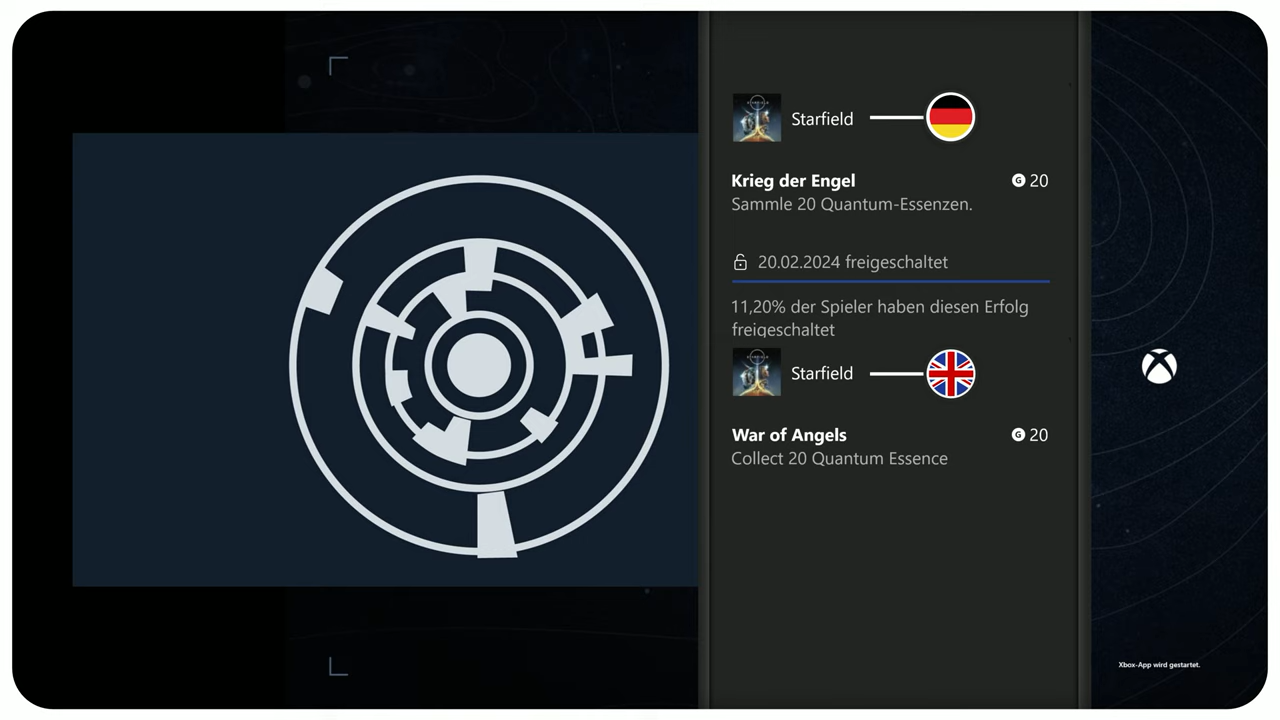 Starfield
Krieg der Engel
G 20
Sammle 20 Quantum-Essenzen.
20.02.2024 freigeschaltet
11,20% der Spieler haben diesen Erfolg
freigeschaltet
Starfield
War of Angels
G 20
Collect 20 Quantum Essence
Xbox-App wird gestartet.